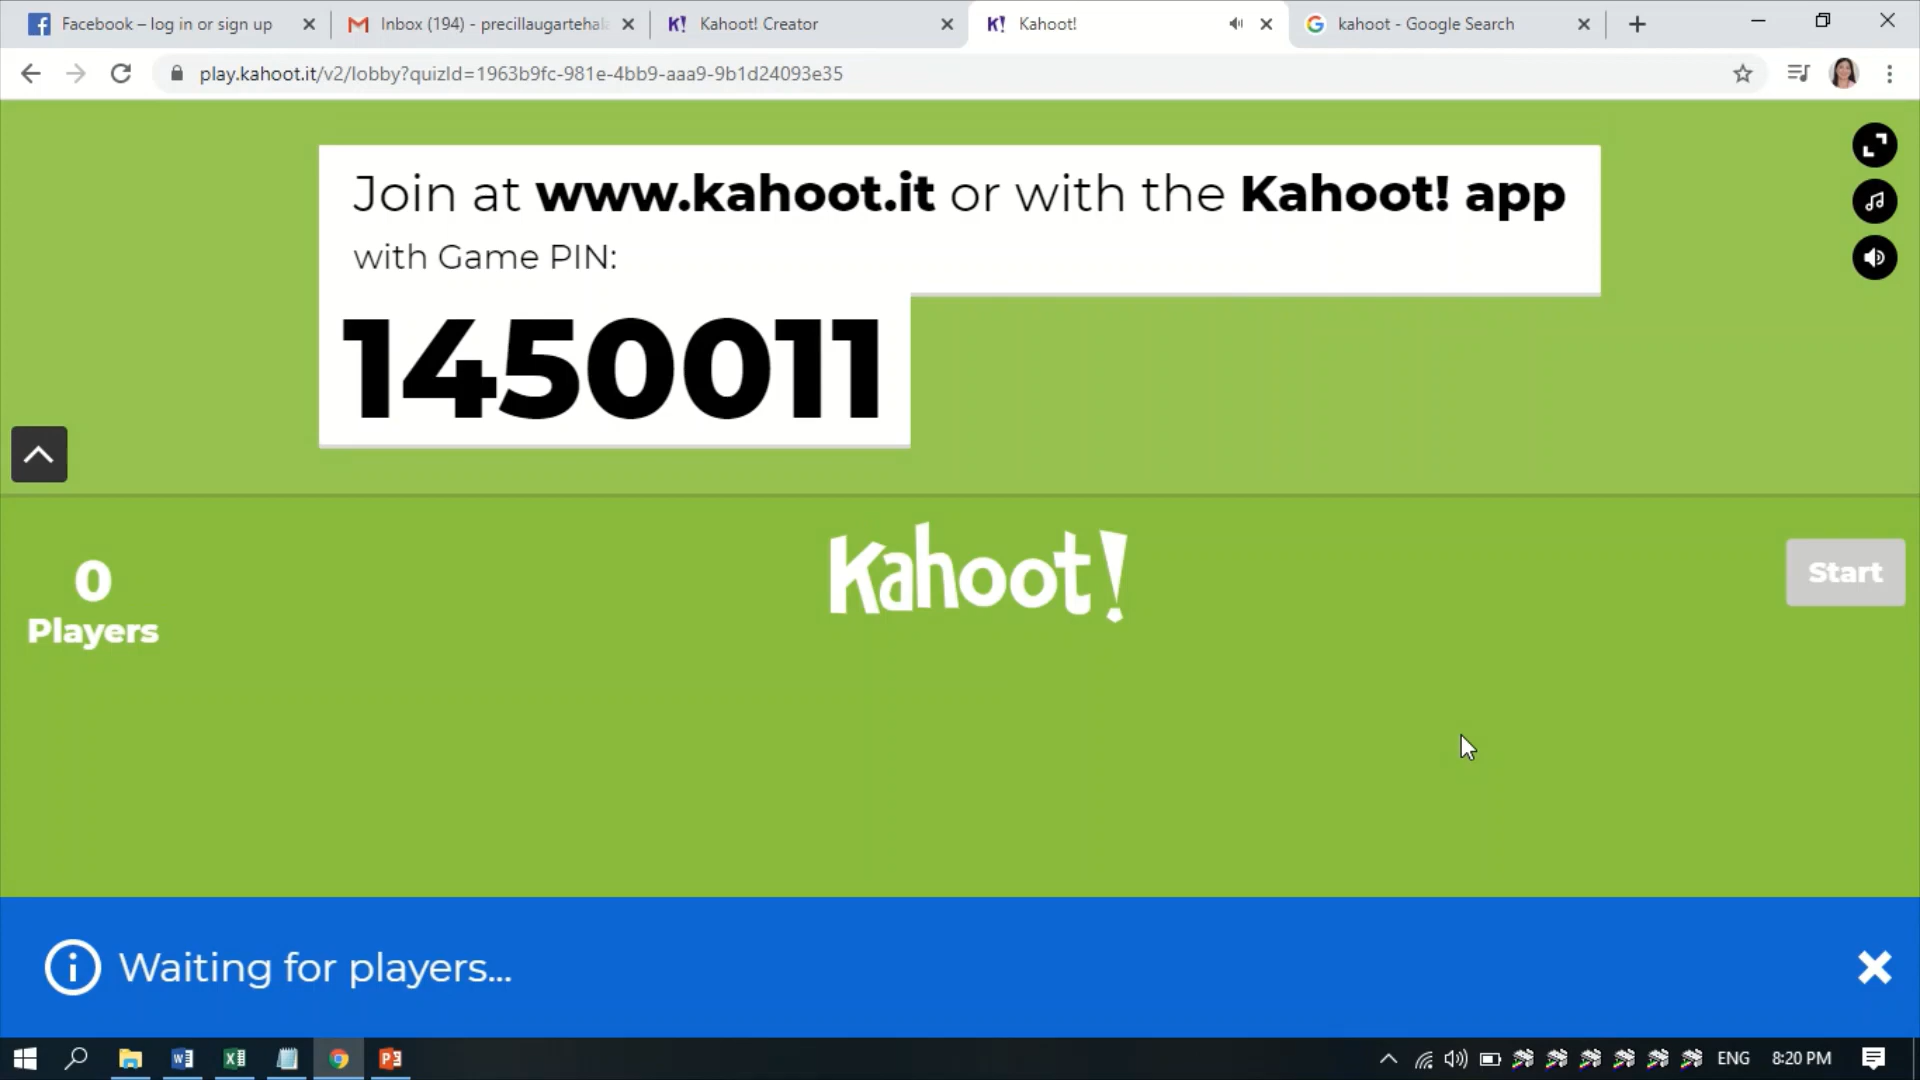 Facebook – log in or sign up
Inbox (194) - precillaugartehal
Kahoot! Creator
Kahoot!
kahoot - Google Search
play.kahoot.it/v2/lobby?quizId=1963b9fc-981e-4bb9-aaa9-9b1d24093e35
Join at www.kahoot.it or with the Kahoot! app
with Game PIN:
1450011
0
Players
Kahoot!
Start
Waiting for players...
ENG
8:20 PM